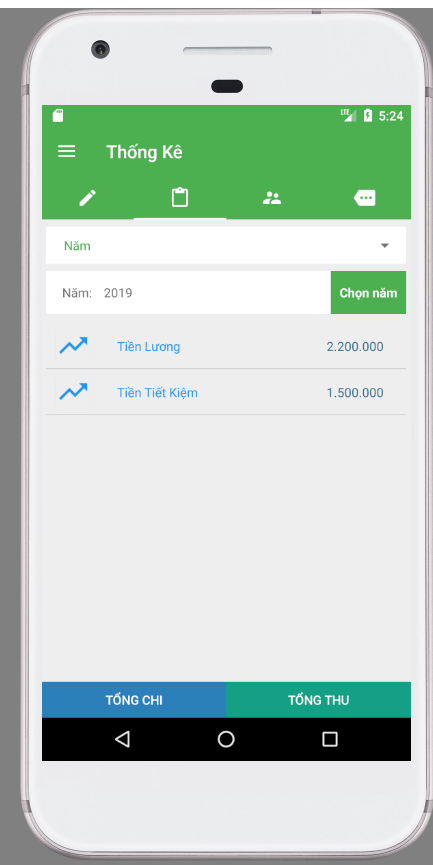 LTE 5:24
Thống Kê
Năm
Năm: 2019 Chọn năm
Tiền Lương 2.200.000
Tiền Tiết Kiệm 1.500.000
TỔNG CHI TỔNG THU